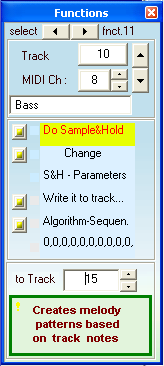 Functions
select fnct.11
Track 10
MIDI Ch : 8
Bass
Do Sample&Hold
Change
S&H - Parameters
Write it to track...
Algorithm-Sequen.
0,0,0,0,0,0,0,0,0,0,
to Track 15
Creates melody
patterns based
on track notes